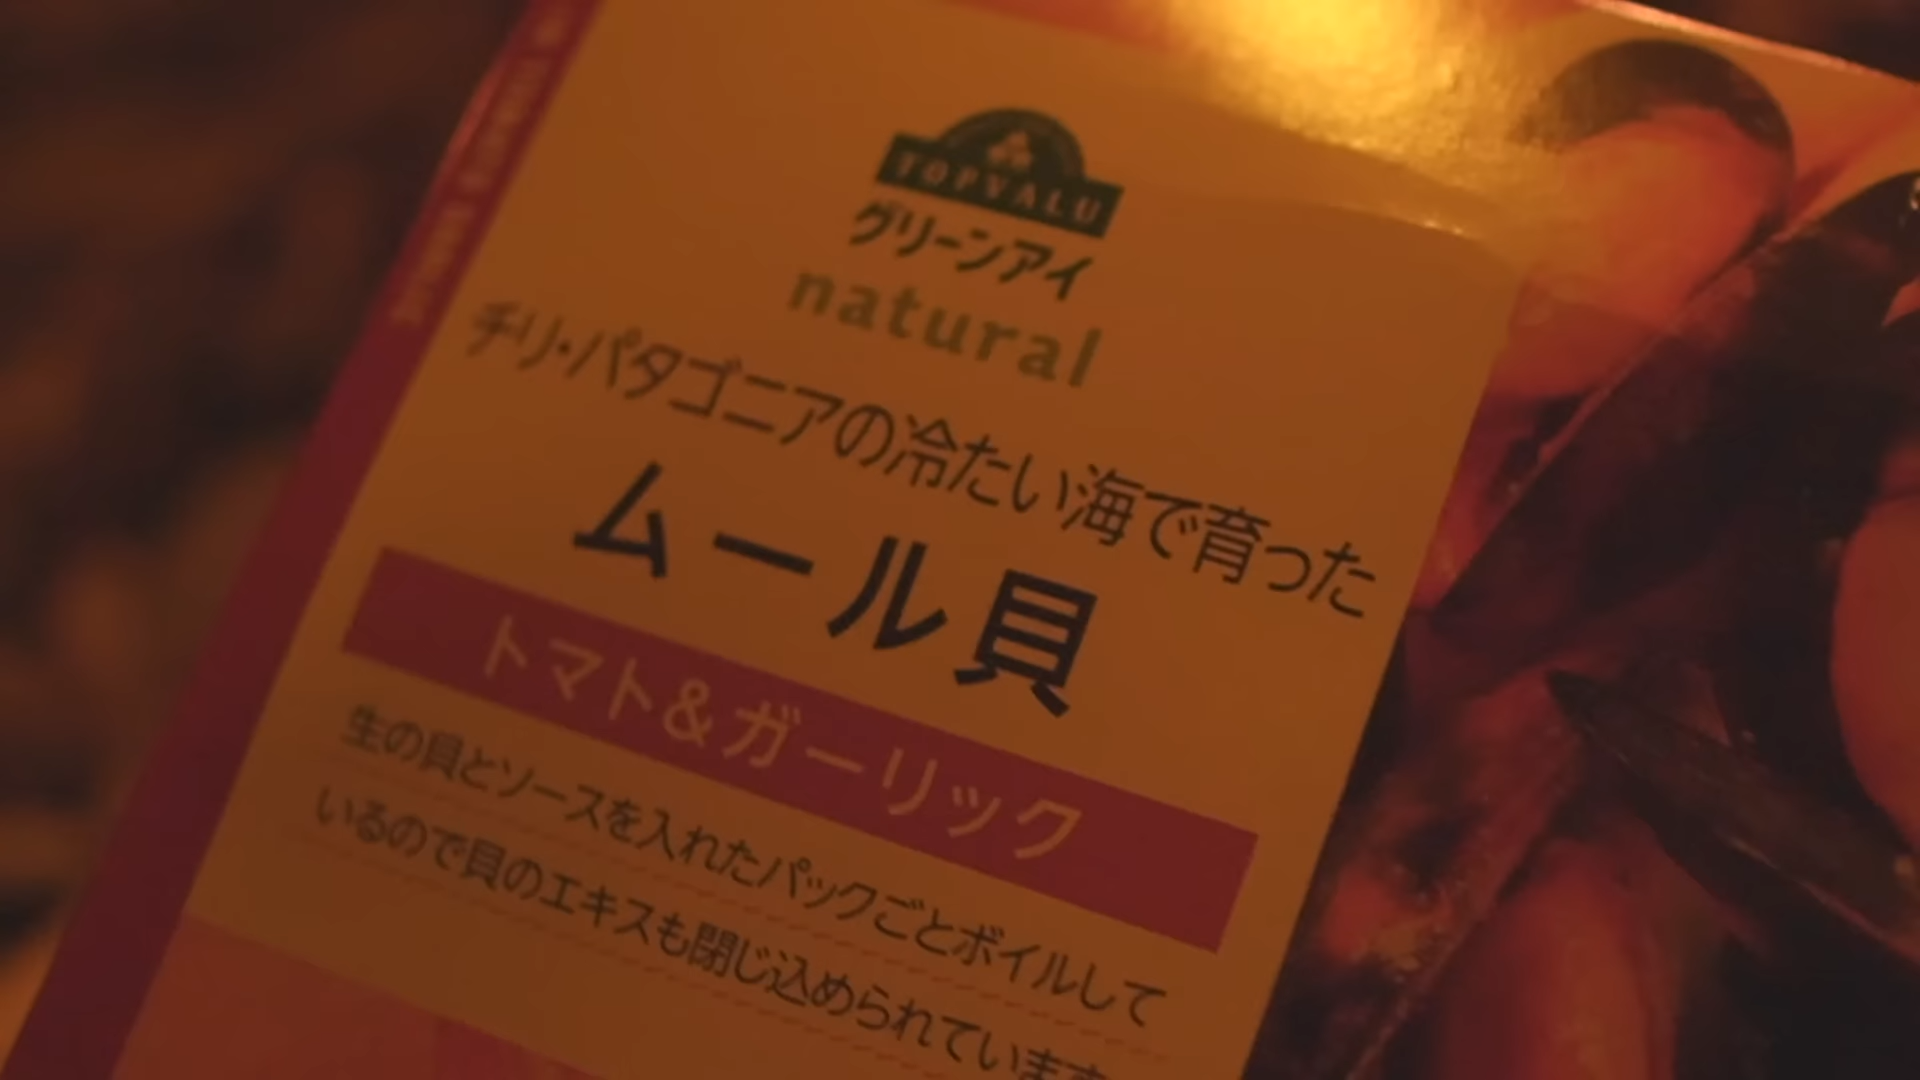 TOPVALU
グリーンアイ
natural
チリ・パタゴニアの冷たい海で育った
ムール貝
トマト&ガーリック
生の貝とソースを入れたパックごとボイルして
いるので貝のエキスも閉じ込められています